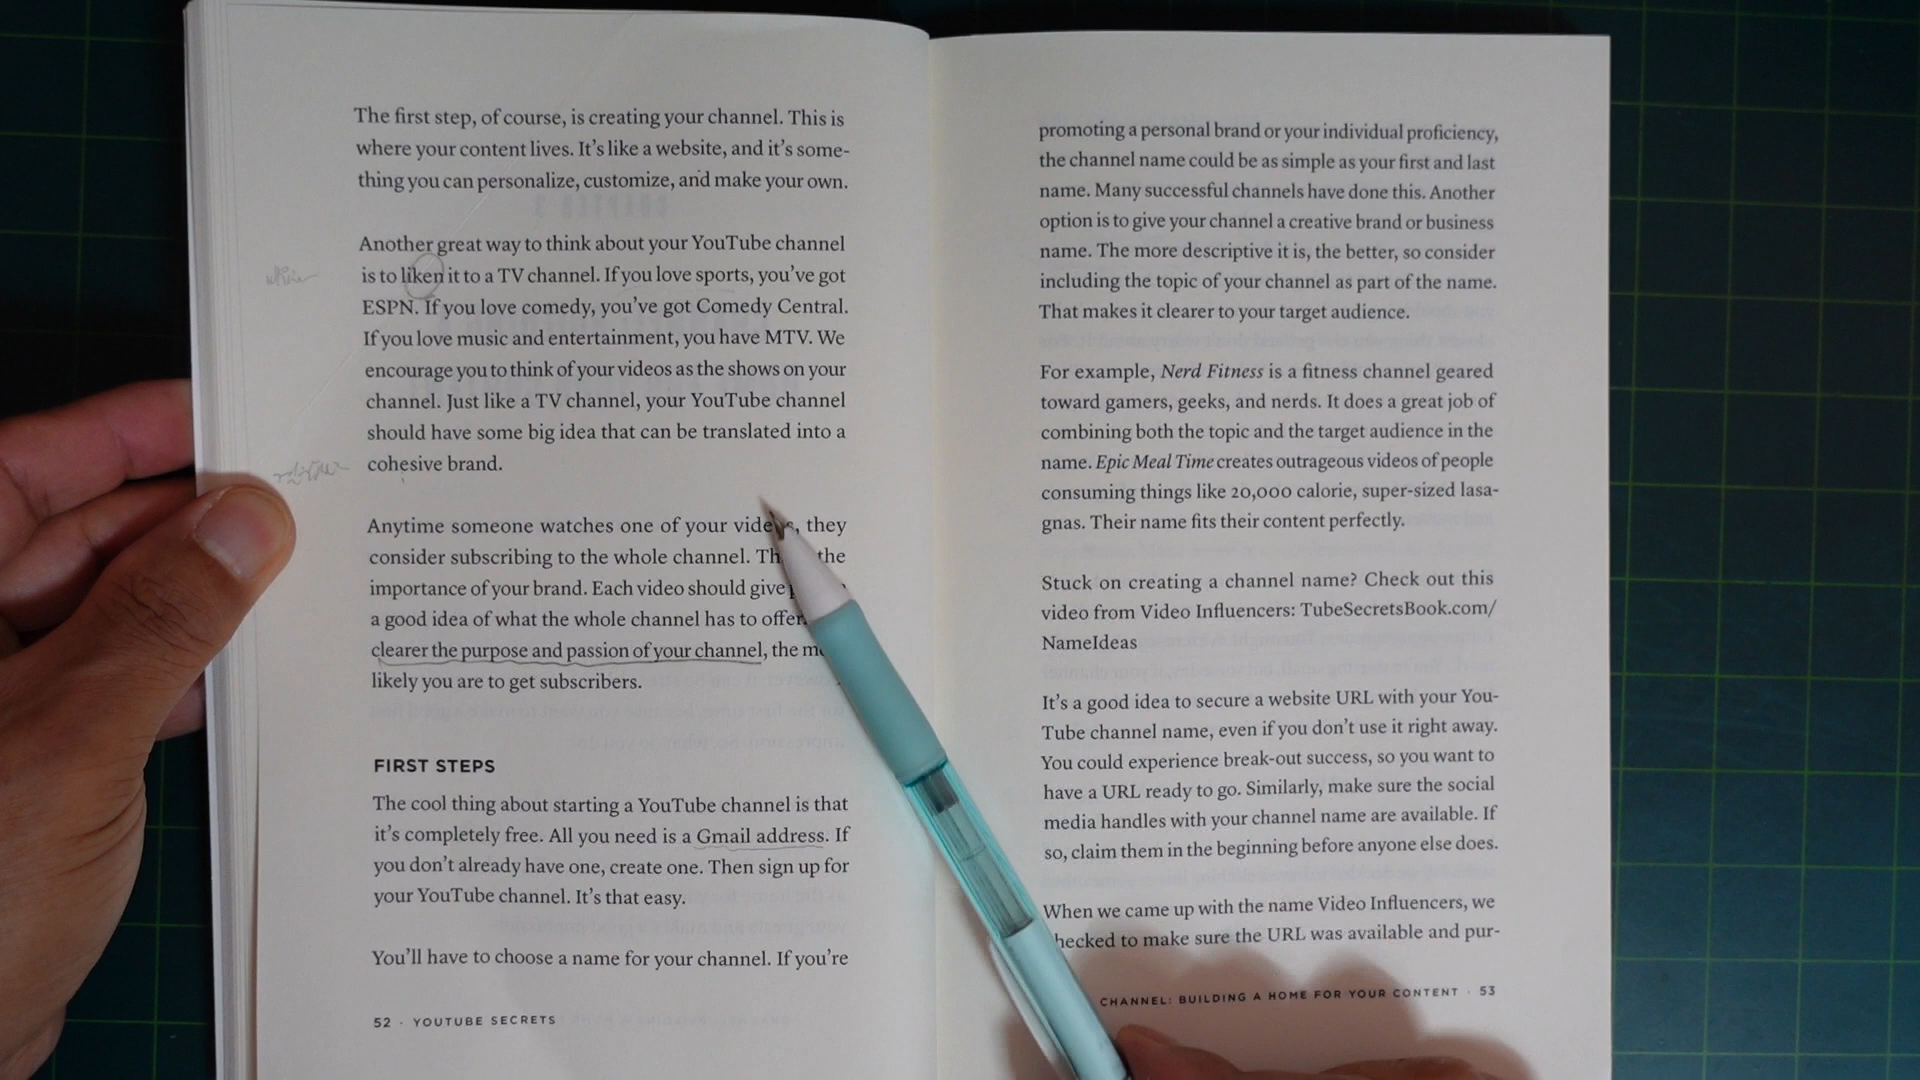 The first step, of course, is creating your channel. This is
where your content lives. It's like a website, and it's some-
thing you can personalize, customize, and make your own.
Another great way to think about your YouTube channel
is to liken it to a TV channel. If you love sports, you've got
ESPN. If you love comedy, you've got Comedy Central.
If you love music and entertainment, you have MTV. We
encourage you to think of your videos as the shows on your
channel. Just like a TV channel, your YouTube channel
should have some big idea that can be translated into a
cohesive brand.
Anytime someone watches one of your videos, they
consider subscribing to the whole channel. the
importance of your brand. Each video should give
a good idea of what the whole channel has to offer.
clearer the purpose and passion of your channel, the
likely you are to get subscribers.
FIRST STEPS
The cool thing about starting a YouTube channel is that
it's completely free. All you need is a Gmail address. If
you don't already have one, create one. Then sign up for
your YouTube channel. It's that easy.
You'll have to choose a name for your channel. If you're
52 · YOUTUBE SECRETS
promoting a personal brand or your individual proficiency,
the channel name could be as simple as your first and last
name. Many successful channels have done this. Another
option is to give your channel a creative brand or business
name. The more descriptive it is, the better, so consider
including the topic of your channel as part of the name.
That makes it clearer to your target audience.
For example, Nerd Fitness is a fitness channel geared
toward gamers, geeks, and nerds. It does a great job of
combining both the topic and the target audience in the
name. Epic Meal Time creates outrageous videos of people
consuming things like 20,000 calorie, super-sized lasa-
gnas. Their name fits their content perfectly.
Stuck on creating a channel name? Check out this
video from Video Influencers: TubeSecretsBook.com/
NameIdeas
It's a good idea to secure a website URL with your You-
Tube channel name, even if you don't use it right away.
You could experience break-out success, so you want to
have a URL ready to go. Similarly, make sure the social
media handles with your channel name are available. If
so, claim them in the beginning before anyone else does.
When we came up with the name Video Influencers, we
checked to make sure the URL was available and pur-
CHANNEL: BUILDING A HOME FOR YOUR CONTENT · 53